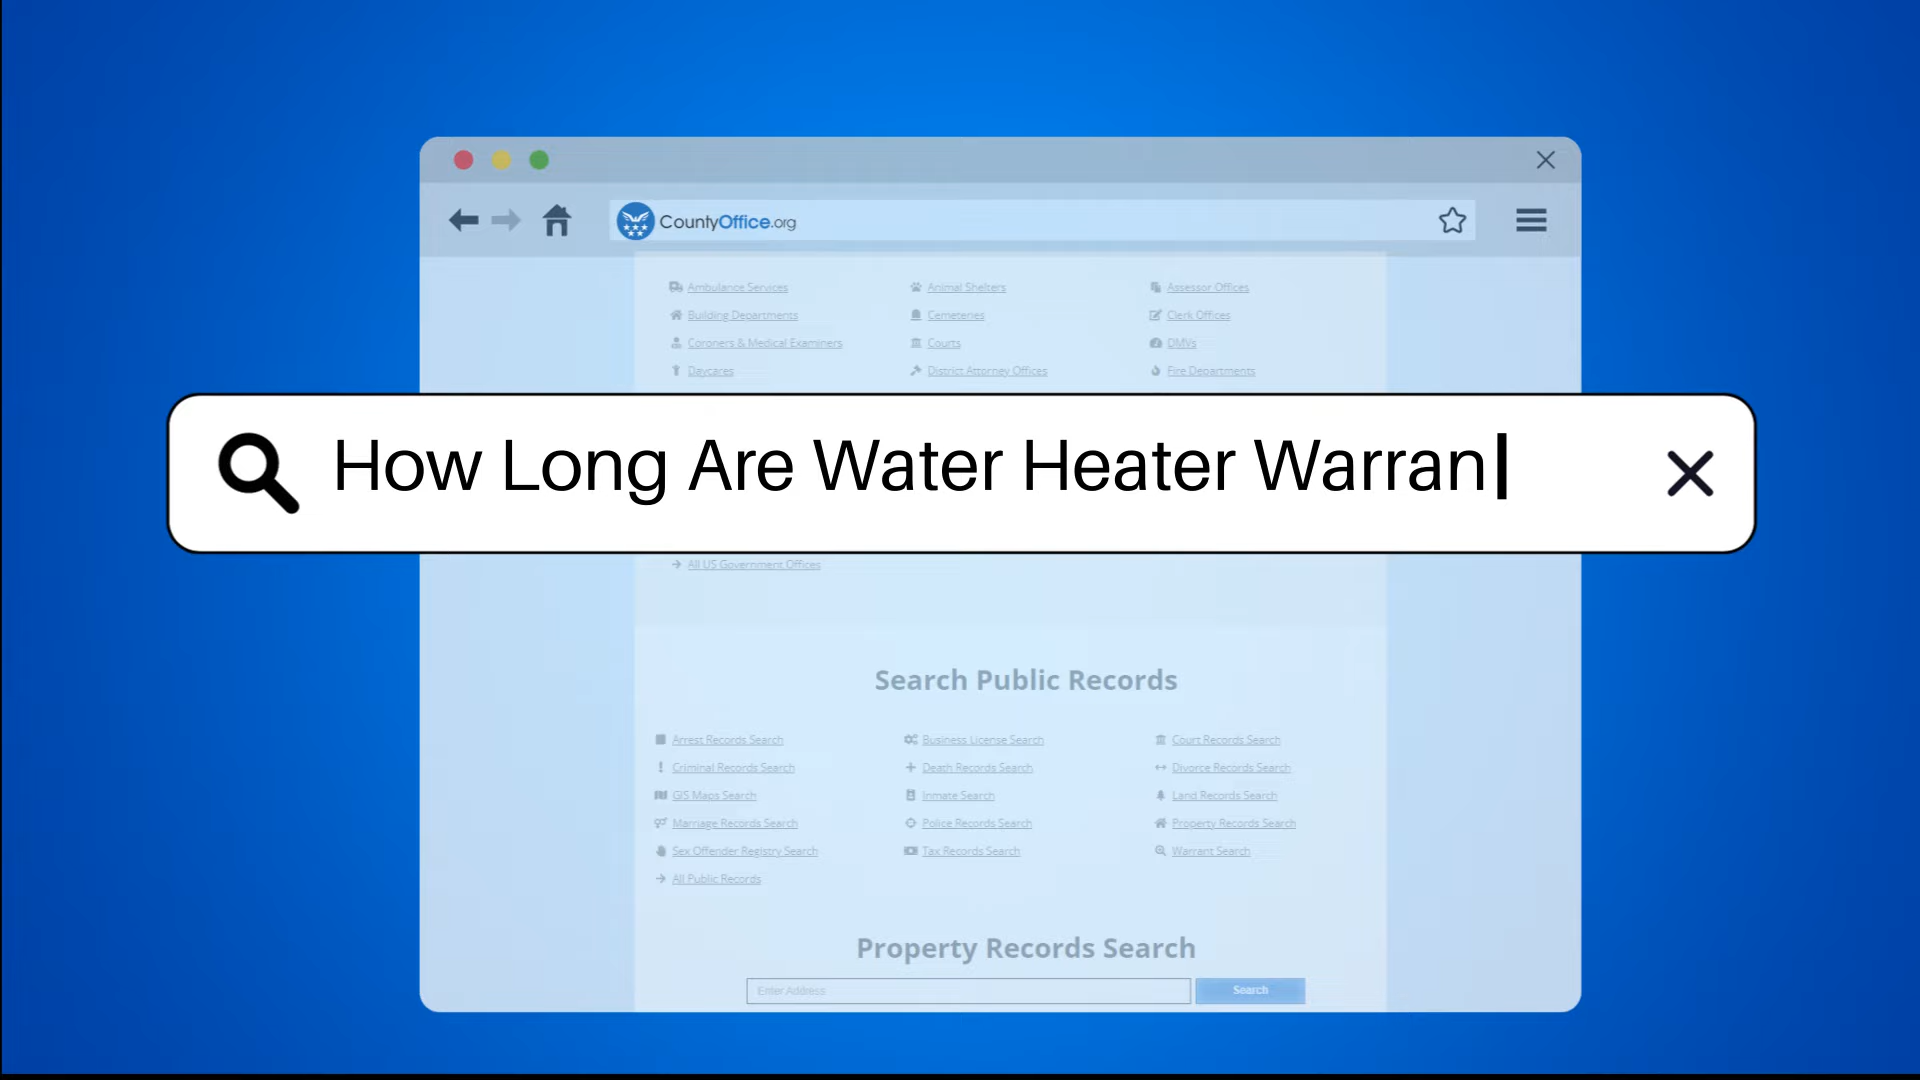 CountyOffice.org
Ambulance Services Animal Shelters Assessor Offices
Building Departments Cemeteries Clerk Offices
Coroners & Medical Examiners Courts DMVs
Daycares District Attorney Offices Fire Departments
How Long Are Water Heater Warran
All US Government Offices
Search Public Records
Arrest Records Search Business License Search Court Records Search
Criminal Records Search Death Records Search Divorce Records Search
GIS Maps Search Inmate Search Land Records Search
Marriage Records Search Police Records Search Property Records Search
Sex Offender Registry Search Tax Records Search Warrant Search
All Public Records
Property Records Search
Enter Address Search